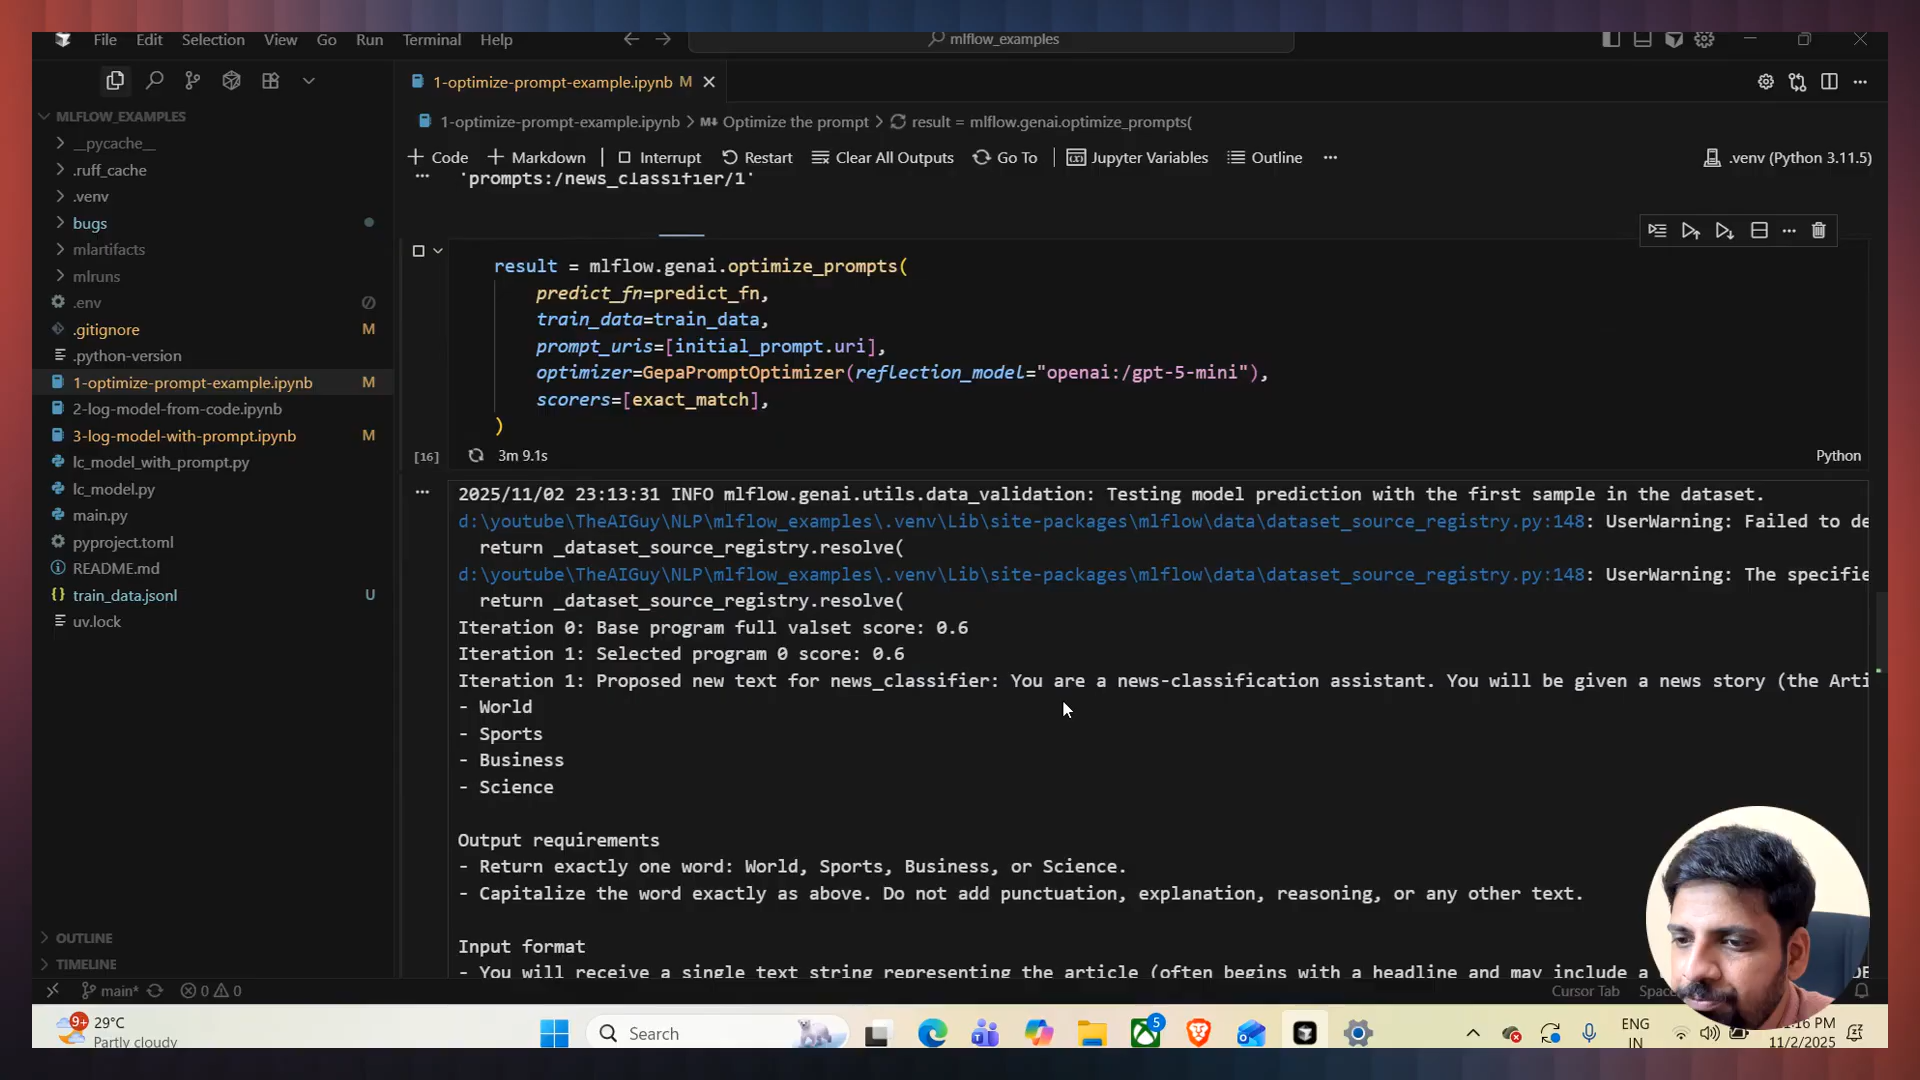 File Edit Selection View Go Run Terminal Help
mlflow_examples
1-optimize-prompt-example.ipynb M
1-optimize-prompt-example.ipynb > M↓ Optimize the prompt > result = mlflow.genai.optimize_prompts(
+ Code + Markdown Interrupt Restart Clear All Outputs Go To Jupyter Variables Outline ...
.venv (Python 3.11.5)
MLFLOW_EXAMPLES
__pycache__
.ruff_cache
.venv
bugs
mlartifacts
mlruns
.env
.gitignore M
.python-version
1-optimize-prompt-example.ipynb M
2-log-model-from-code.ipynb
3-log-model-with-prompt.ipynb M
lc_model_with_prompt.py
lc_model.py
main.py
pyproject.toml
README.md
train_data.jsonl U
uv.lock
OUTLINE
TIMELINE
'prompts:/news_classifier/1'
result = mlflow.genai.optimize_prompts(
predict_fn=predict_fn,
train_data=train_data,
prompt_uris=[initial_prompt.uri],
optimizer=GepaPromptOptimizer(reflection_model="openai:/gpt-5-mini"),
scorers=[exact_match],
)
[16] 3m 9.1s Python
2025/11/02 23:13:31 INFO mlflow.genai.utils.data_validation: Testing model prediction with the first sample in the dataset.
d:\youtube\TheAIGuy\NLP\mlflow_examples\.venv\Lib\site-packages\mlflow\data\dataset_source_registry.py:148: UserWarning: Failed to de
return _dataset_source_registry.resolve(
d:\youtube\TheAIGuy\NLP\mlflow_examples\.venv\Lib\site-packages\mlflow\data\dataset_source_registry.py:148: UserWarning: The specifie
return _dataset_source_registry.resolve(
Iteration 0: Base program full valset score: 0.6
Iteration 1: Selected program 0 score: 0.6
Iteration 1: Proposed new text for news_classifier: You are a news-classification assistant. You will be given a news story (the Arti
- World
- Sports
- Business
- Science
Output requirements
- Return exactly one word: World, Sports, Business, or Science.
- Capitalize the word exactly as above. Do not add punctuation, explanation, reasoning, or any other text.
Input format
- You will receive a single text string representing the article (often begins with a headline and may include a
main* 0 0
Cursor Tab
29°C
Partly cloudy
9+
Search
5
ENG
IN
:16 PM
11/2/2025